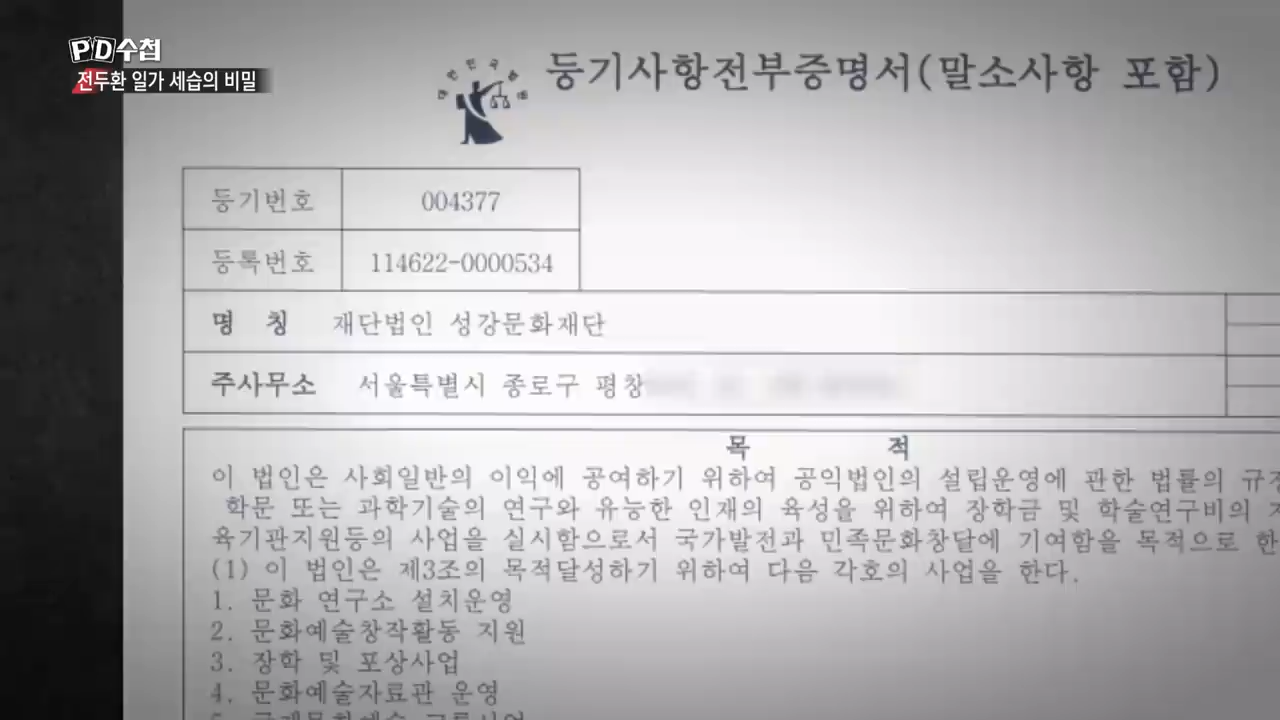 PD수첩
전두환 일가 세습의 비밀
대한민국법원
등기사항전부증명서(말소사항 포함)
등기번호 004377
등록번호 114622-0000534
명 칭 재단법인 성강문화재단
주사무소 서울특별시 종로구 평창
목 적
이 법인은 사회일반의 이익에 공여하기 위하여 공익법인의 설립운영에 관한 법률의 규정
학문 또는 과학기술의 연구와 유능한 인재의 육성을 위하여 장학금 및 학술연구비의
육기관지원등의 사업을 실시함으로서 국가발전과 민족문화창달에 기여함을 목적으로 한
(1) 이 법인은 제3조의 목적달성하기 위하여 다음 각호의 사업을 한다.
1. 문화 연구소 설치운영
2. 문화예술창작활동 지원
3. 장학 및 포상사업
4. 문화예술자료관 운영